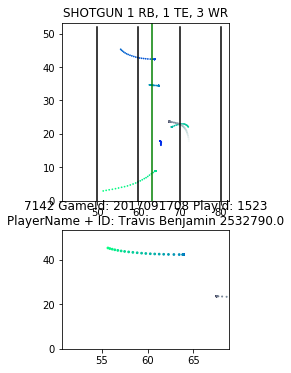 SHOTGUN 1 RB, 1 TE, 3 WR
50
40
30
20
10
0
50 60 70 80
7142 GameId: 2017091708 PlayId: 1523
PlayerName + ID: Travis Benjamin 2532790.0
40
20
0
55 60 65